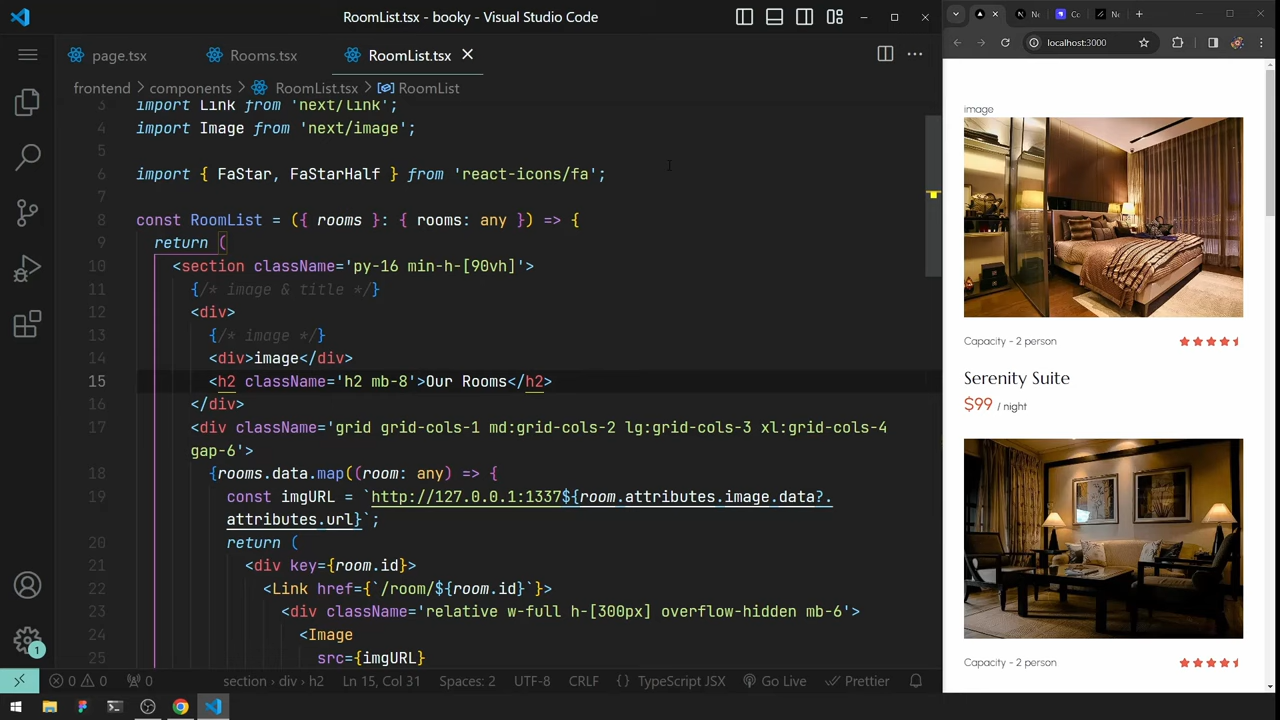 RoomList.tsx - booky - Visual Studio Code
page.tsx
Rooms.tsx
RoomList.tsx
frontend > components > RoomList.tsx > RoomList
3 import Link from 'next/link';
4 import Image from 'next/image';
5
6 import { FaStar, FaStarHalf } from 'react-icons/fa';
7
8 const RoomList = ({ rooms }: { rooms: any }) => {
9 return (
10 <section className='py-16 min-h-[90vh]'>
11 {/* image & title */}
12 <div>
13 {/* image */}
14 <div>image</div>
15 <h2 className='h2 mb-8'>Our Rooms</h2>
16 </div>
17 <div className='grid grid-cols-1 md:grid-cols-2 lg:grid-cols-3 xl:grid-cols-4
gap-6'>
18 {rooms.data.map((room: any) => {
19 const imgURL = `http://127.0.0.1:1337${room.attributes.image.data?.
attributes.url}`;
20 return (
21 <div key={room.id}>
22 <Link href={`/room/${room.id}`}>
23 <div className='relative w-full h-[300px] overflow-hidden mb-6'>
24 <Image
25 src={imgURL}
1
0 0 0
section > div > h2
Ln 15, Col 31
Spaces: 2
UTF-8
CRLF
{} TypeScript JSX
Go Live
Prettier
Ne
Co
Ne
localhost:3000
image
Capacity - 2 person
Serenity Suite
$99 / night
Capacity - 2 person